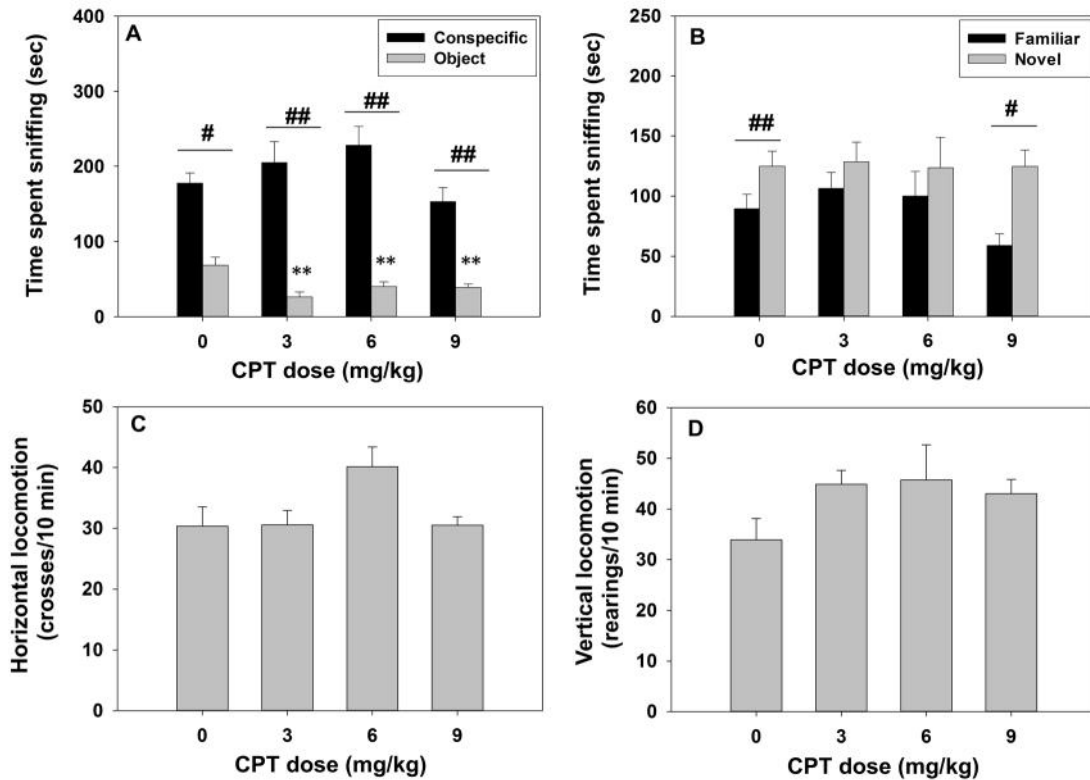 A
Conspecific
Object
Time spent sniffing (sec)
400
300
200
100
0
#
##
##
##
**
**
**
0 3 6 9
CPT dose (mg/kg)
B
Familiar
Novel
Time spent sniffing (sec)
250
200
150
100
50
0
##
#
0 3 6 9
CPT dose (mg/kg)
C
Horizontal locomotion
(crosses/10 min)
50
40
30
20
10
0
0 3 6 9
CPT dose (mg/kg)
D
Vertical locomotion
(rearings/10 min)
60
50
40
30
20
10
0
0 3 6 9
CPT dose (mg/kg)